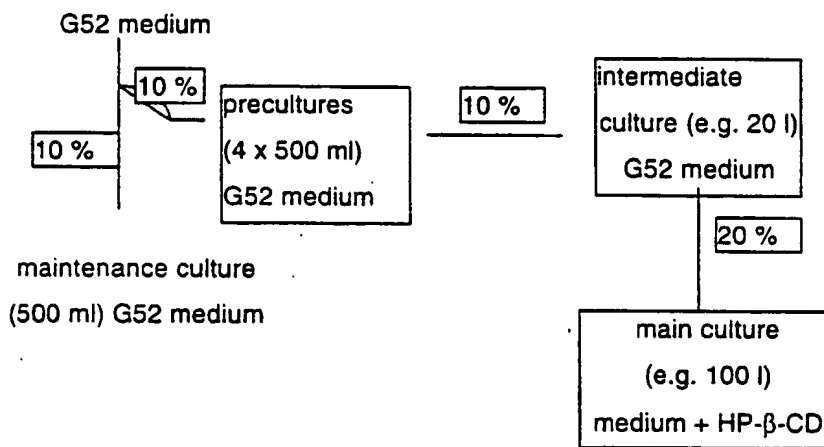 G52 medium
10 %
10 %
precultures
(4 x 500 ml)
G52 medium
maintenance culture
(500 ml) G52 medium
10 %
intermediate
culture (e.g. 20 l)
G52 medium
20 %
main culture
(e.g. 100 l)
medium + HP-β-CD